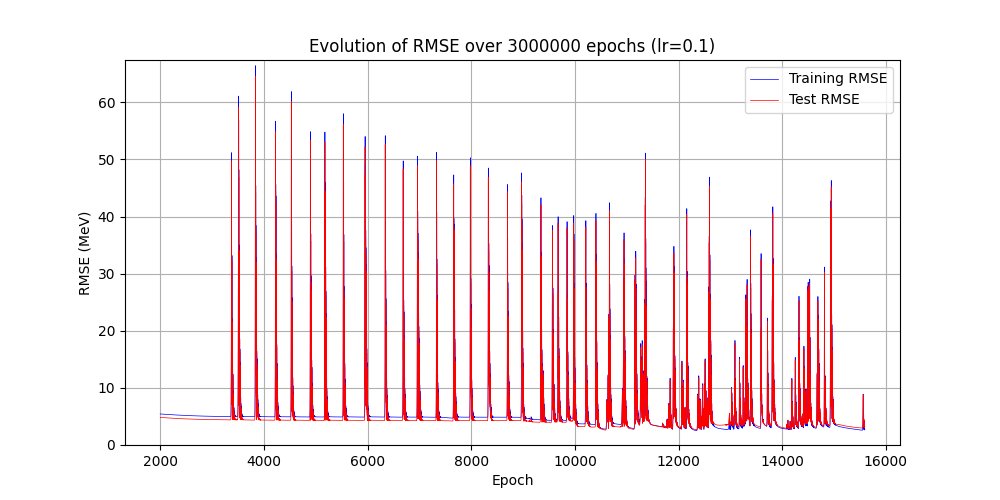 Evolution of RMSE over 3000000 epochs (lr=0.1)
Training RMSE
Test RMSE
RMSE (MeV)
60
50
40
30
20
10
0
2000 4000 6000 8000 10000 12000 14000 16000
Epoch